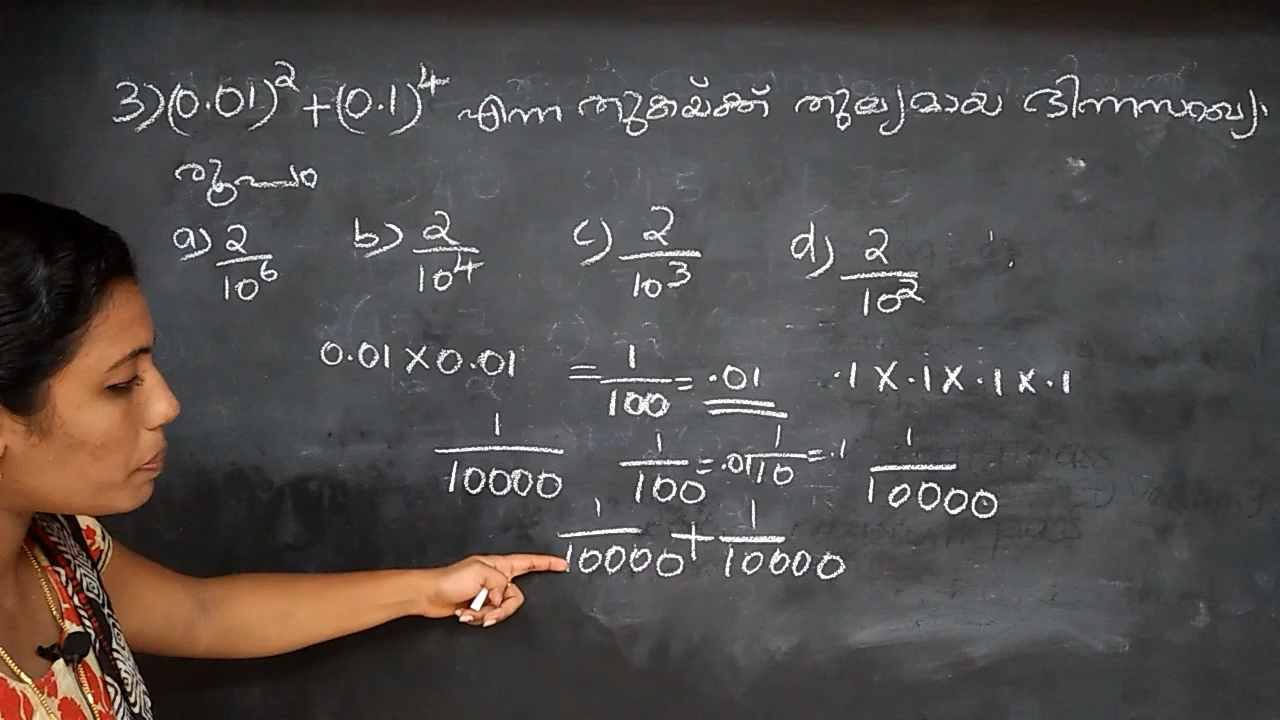 3) (0.01)² + (0.1)⁴ എന്ന തുകയ്ക്ക് തുല്യമായ ഭിന്നസംഖ്യാ
രൂപം
a) 2/10⁶ b) 2/10⁴ c) 2/10³ d) 2/10²
0.01 × 0.01 = 1/100 = .01 .1 × .1 × .1 × .1
1/10000 1/100 = .01 1/10 = .1 1/10000
1/10000 + 1/10000